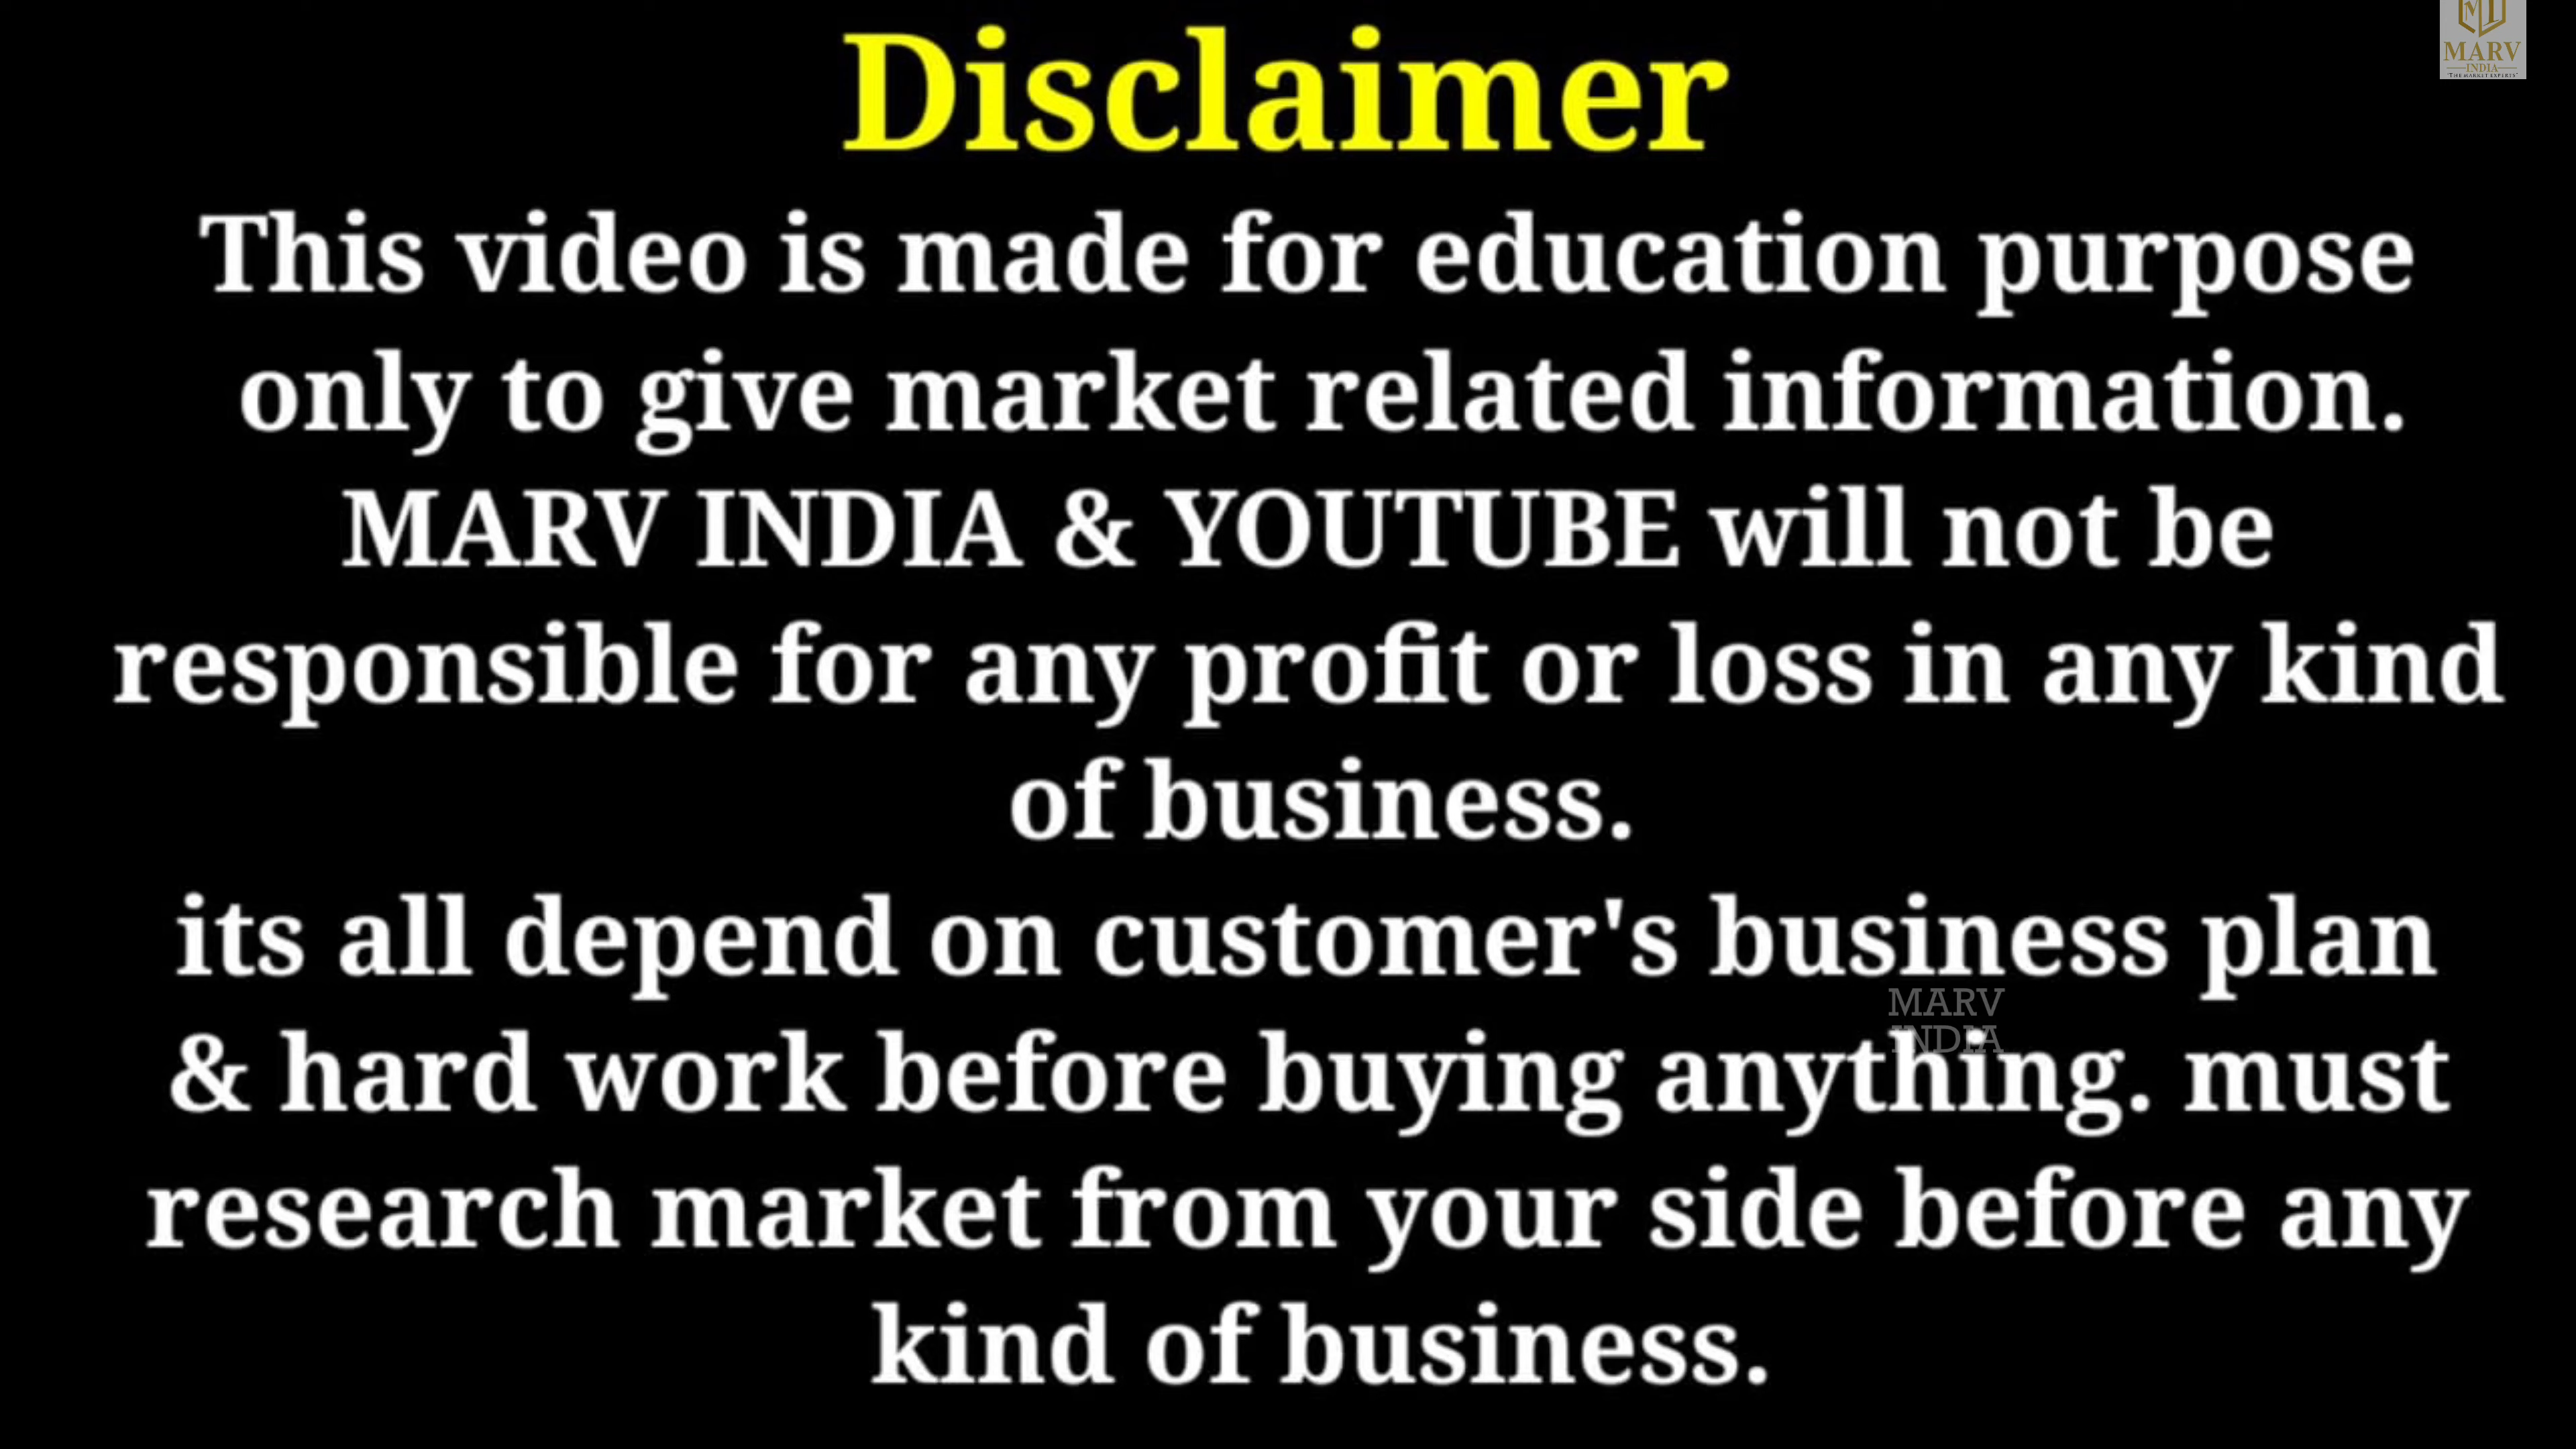 MARV
INDIA
"THE MARKET EXPERTS"
Disclaimer
This video is made for education purpose
only to give market related information.
MARV INDIA & YOUTUBE will not be
responsible for any profit or loss in any kind
of business.
its all depend on customer's business plan
MARV
INDIA
& hard work before buying anything. must
research market from your side before any
kind of business.